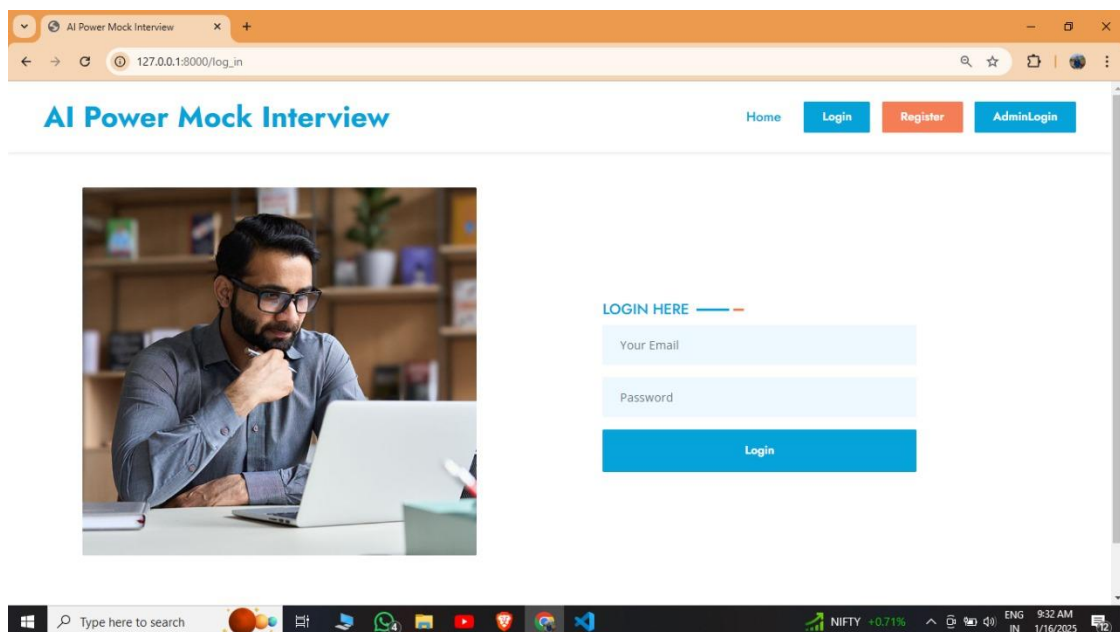 AI Power Mock Interview
127.0.0.1:8000/log_in
AI Power Mock Interview
Home Login Register AdminLogin
LOGIN HERE
Your Email
Password
Login
Type here to search
4
NIFTY +0.71%
ENG 9:32 AM
IN 1/16/2025
12